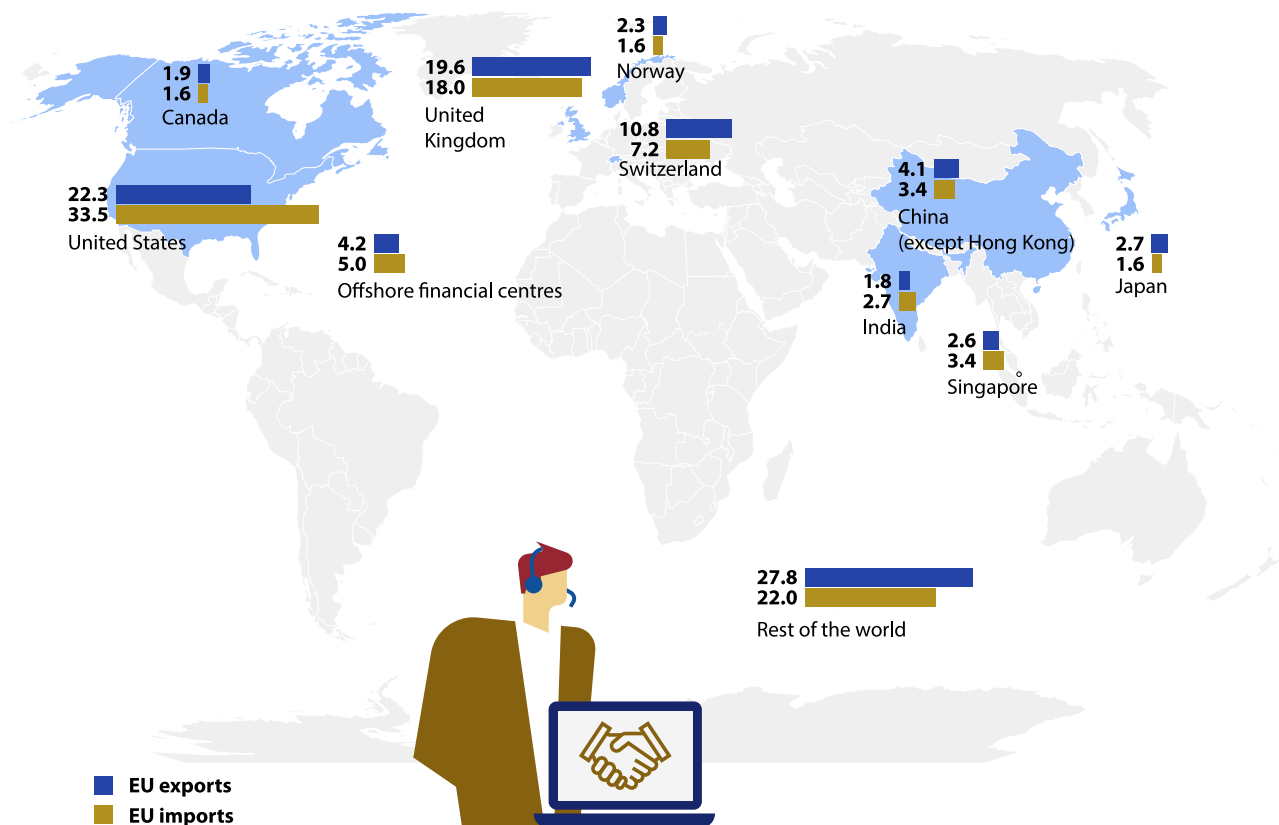 2.3
1.6
Norway
1.9
1.6
Canada
19.6
18.0
United
Kingdom
10.8
7.2
Switzerland
22.3
33.5
United States
4.2
5.0
Offshore financial centres
4.1
3.4
China
(except Hong Kong)
2.7
1.6
Japan
1.8
2.7
India
2.6
3.4
Singapore
27.8
22.0
Rest of the world
EU exports
EU imports